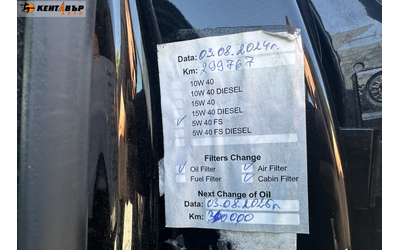 КЕНТАВЪР
АУТО
Data: 03.08.2024г.
Km: 299767
10W 40
10W 40 DIESEL
15W 40
15W 40 DIESEL
✓ 5W 40 FS
5W 40 FS DIESEL
Filters Change
✓ Oil Filter ✓ Air Filter
Fuel Filter ✓ Cabin Filter
Next Change of Oil
Data: 03.08.2026г
Km: 310000